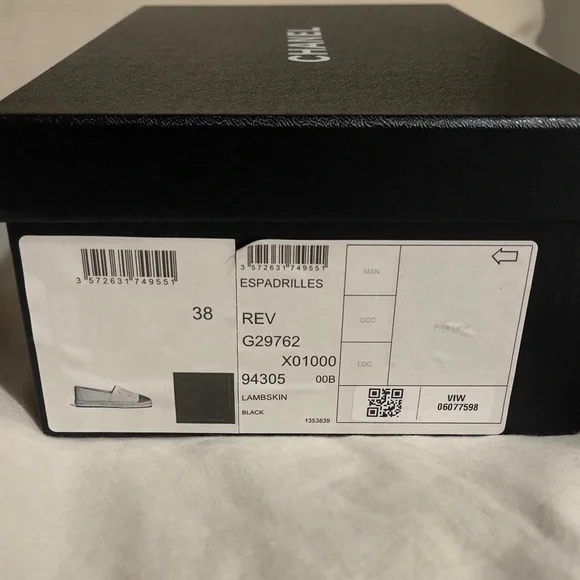 CHANEL
3 572631 749551
38
3 572631 749551
ESPADRILLES
REV
G29762
X01000
94305 00B
LAMBSKIN
BLACK
1353839
MAN
GDC
LDC
VIW
06077598